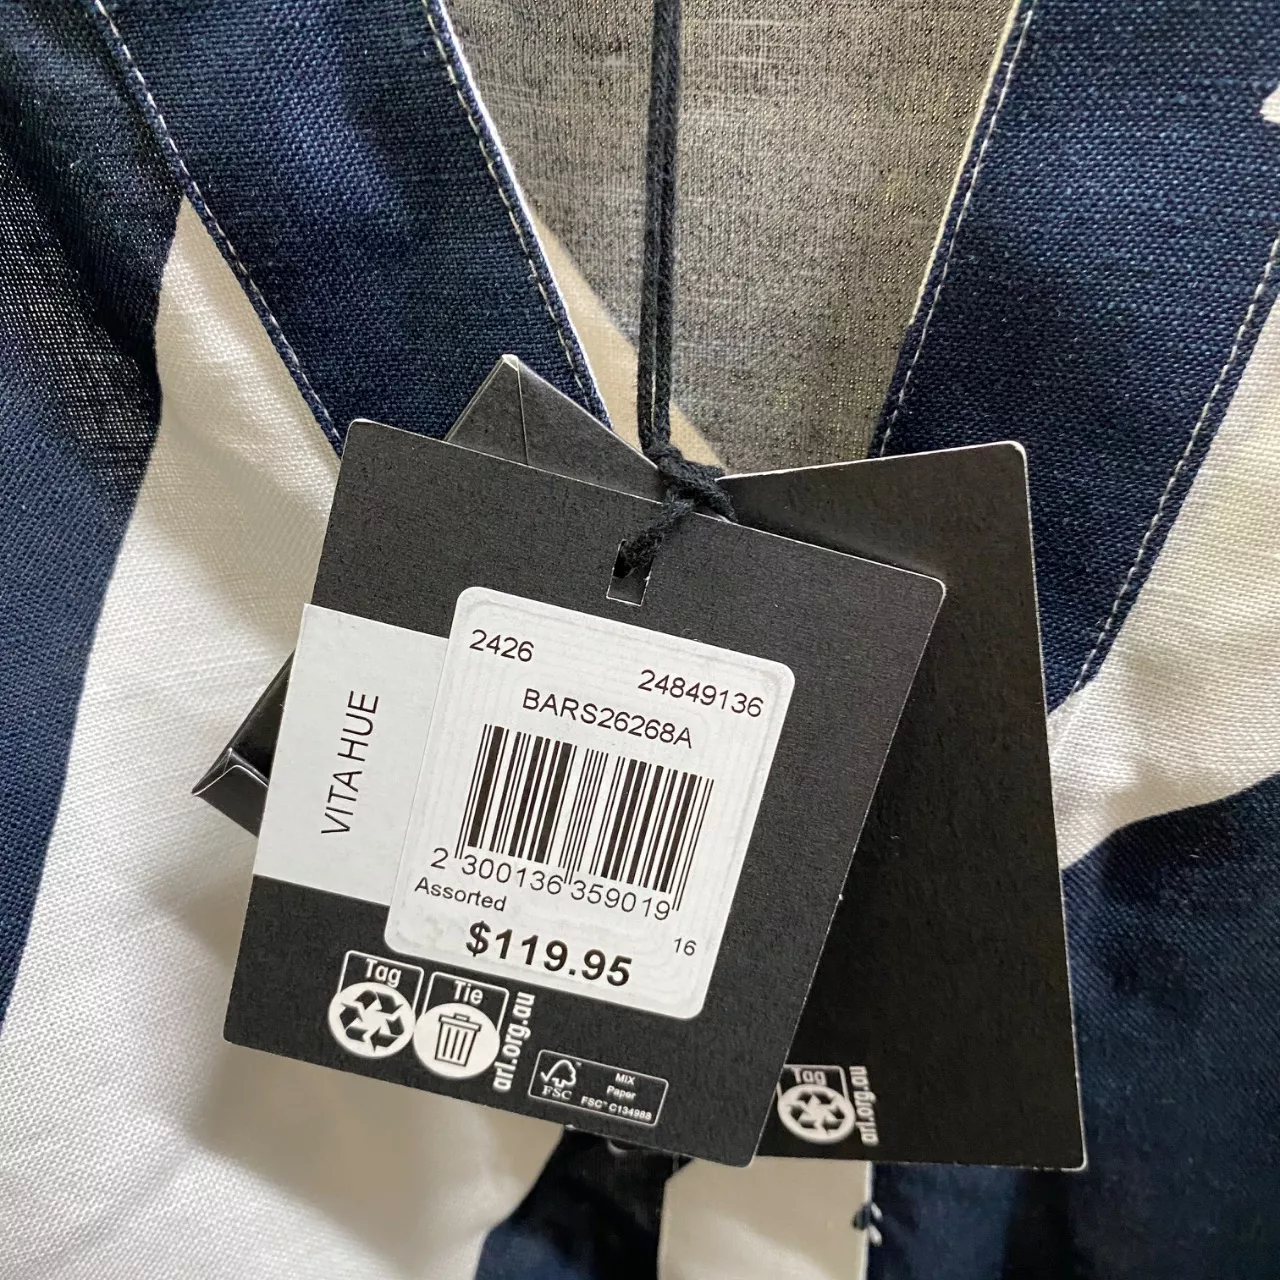 2426
24849136
BARS26268A
VITA HUE
2 300136 359019
Assorted
16
$119.95
Tag
Tie
arl.org.au
FSC
MIX
Paper
FSC™ C134988
Tag
arl.org.au